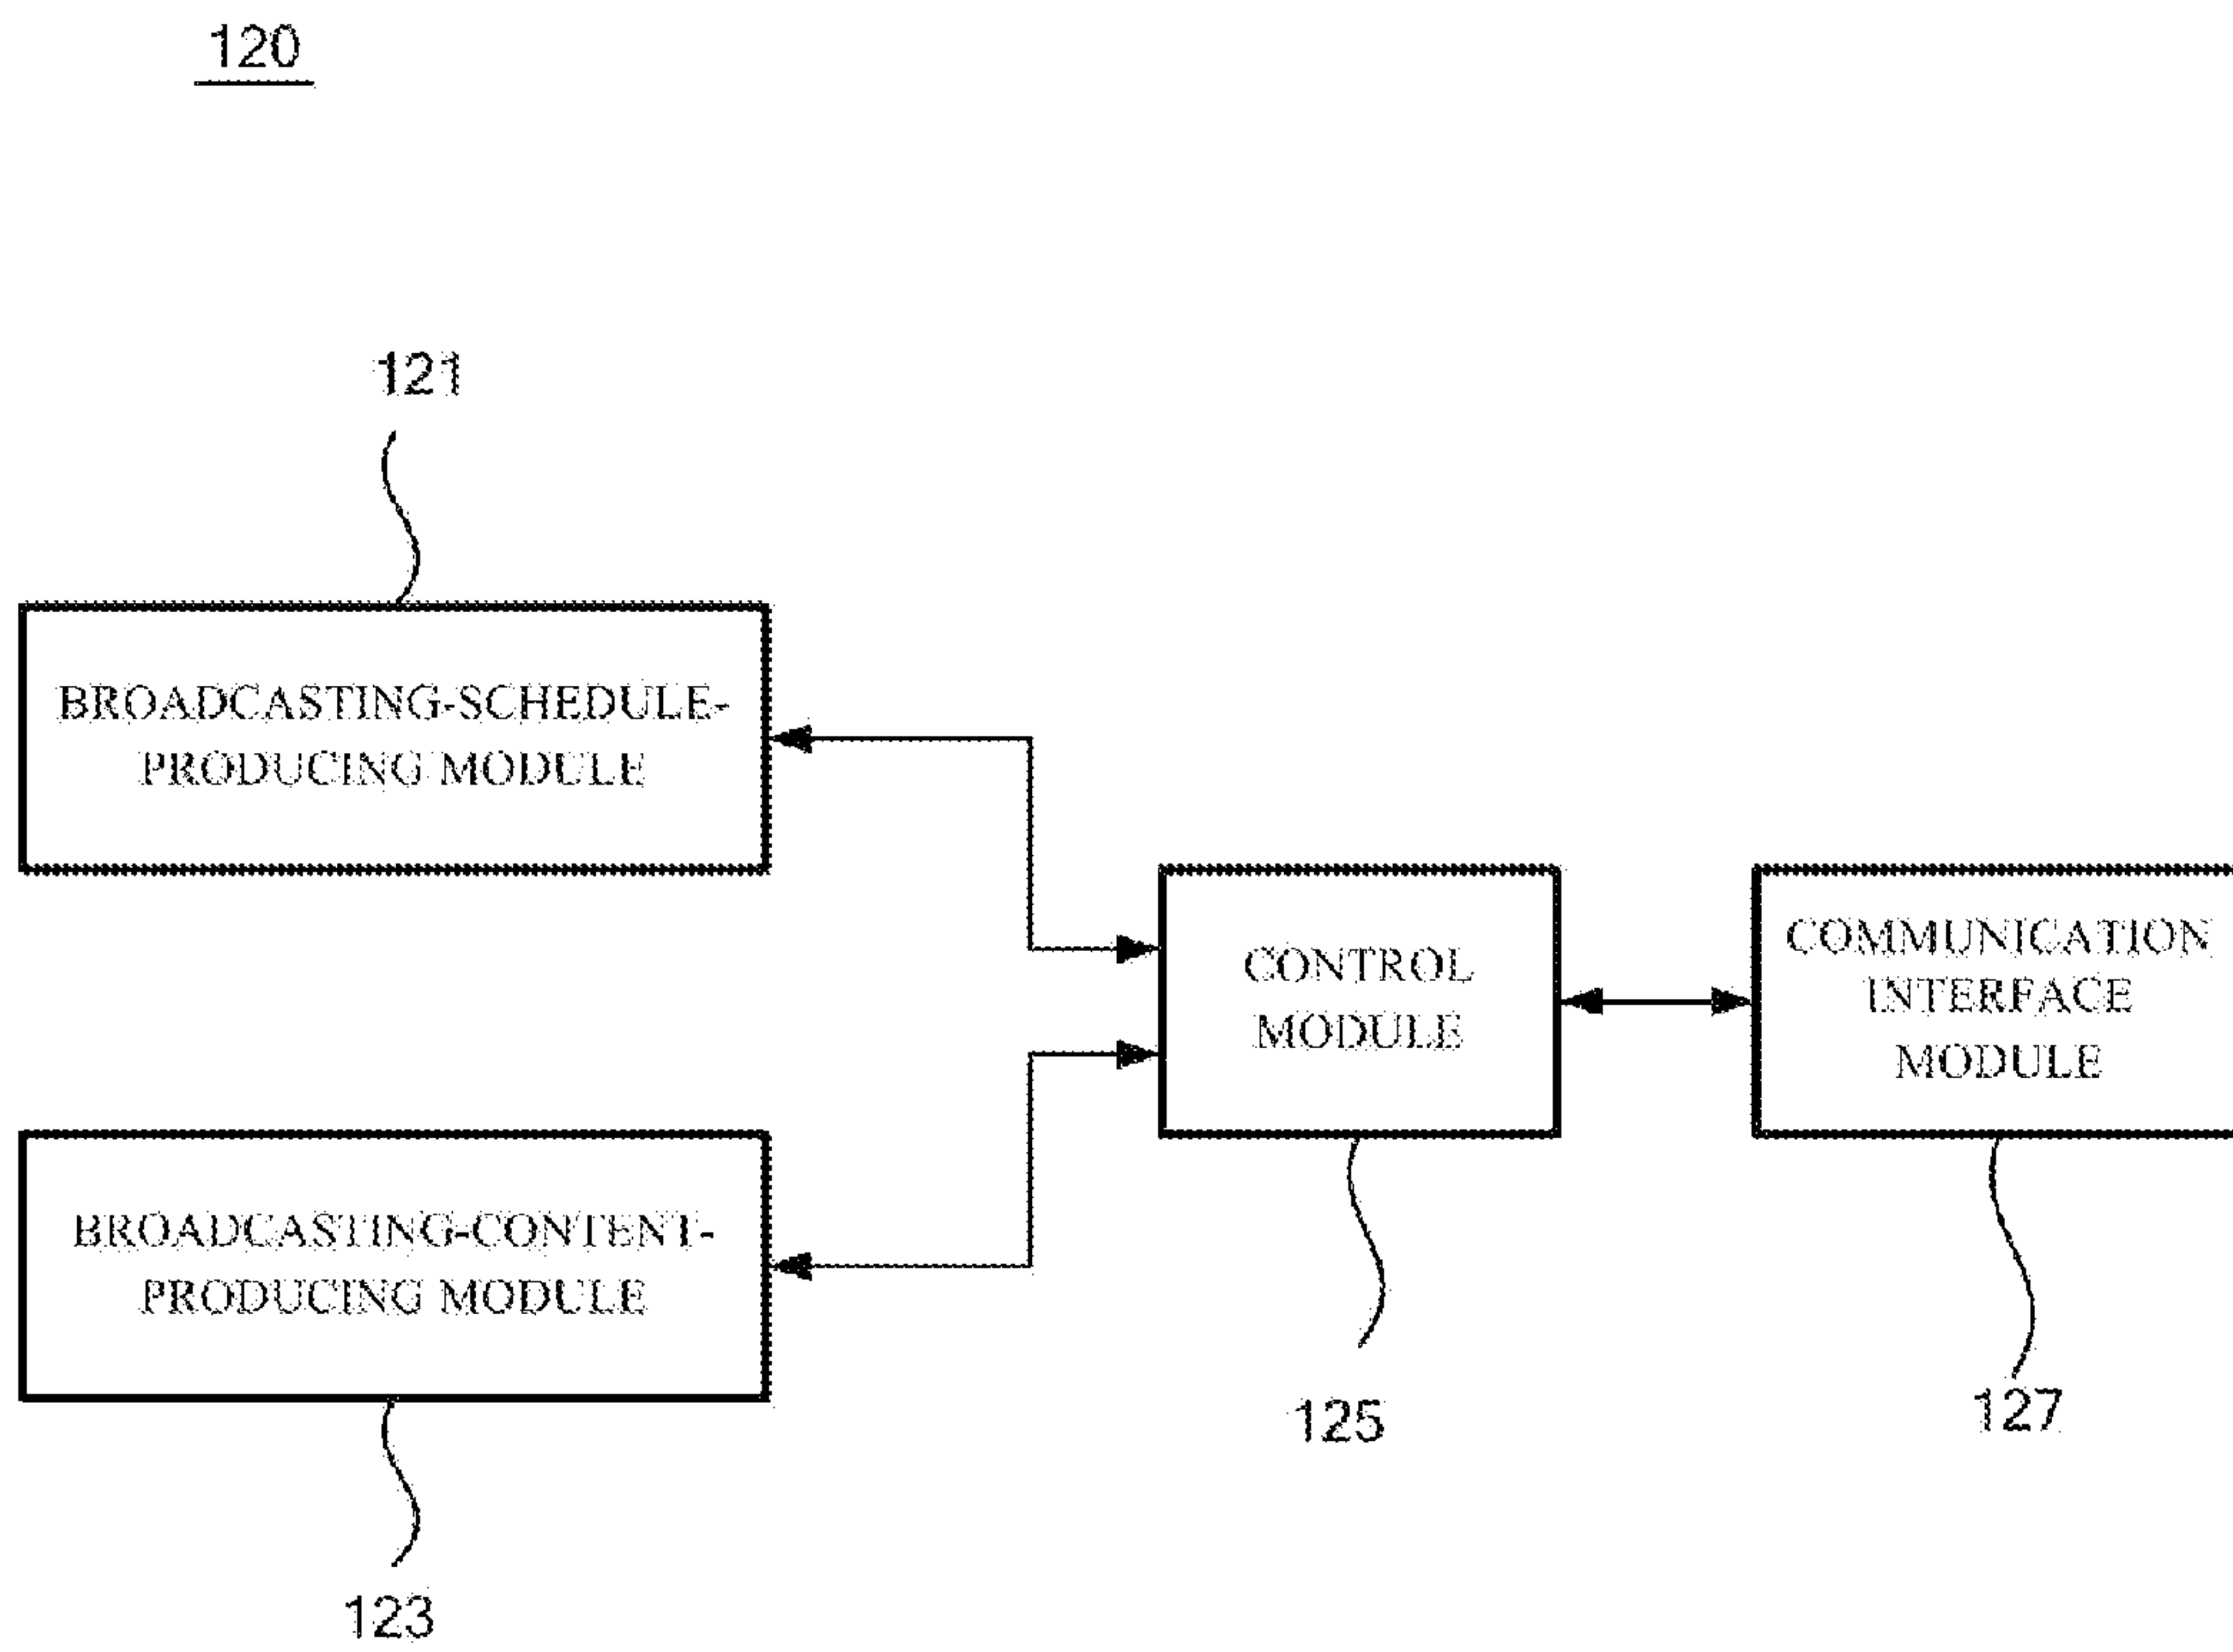 120
121
BROADCASTING-SCHEDULE-
PRODUCING MODULE
CONTROL
MODULE
COMMUNICATION
INTERFACE
MODULE
BROADCASTING-CONTENT-
PRODUCING MODULE
125
127
123